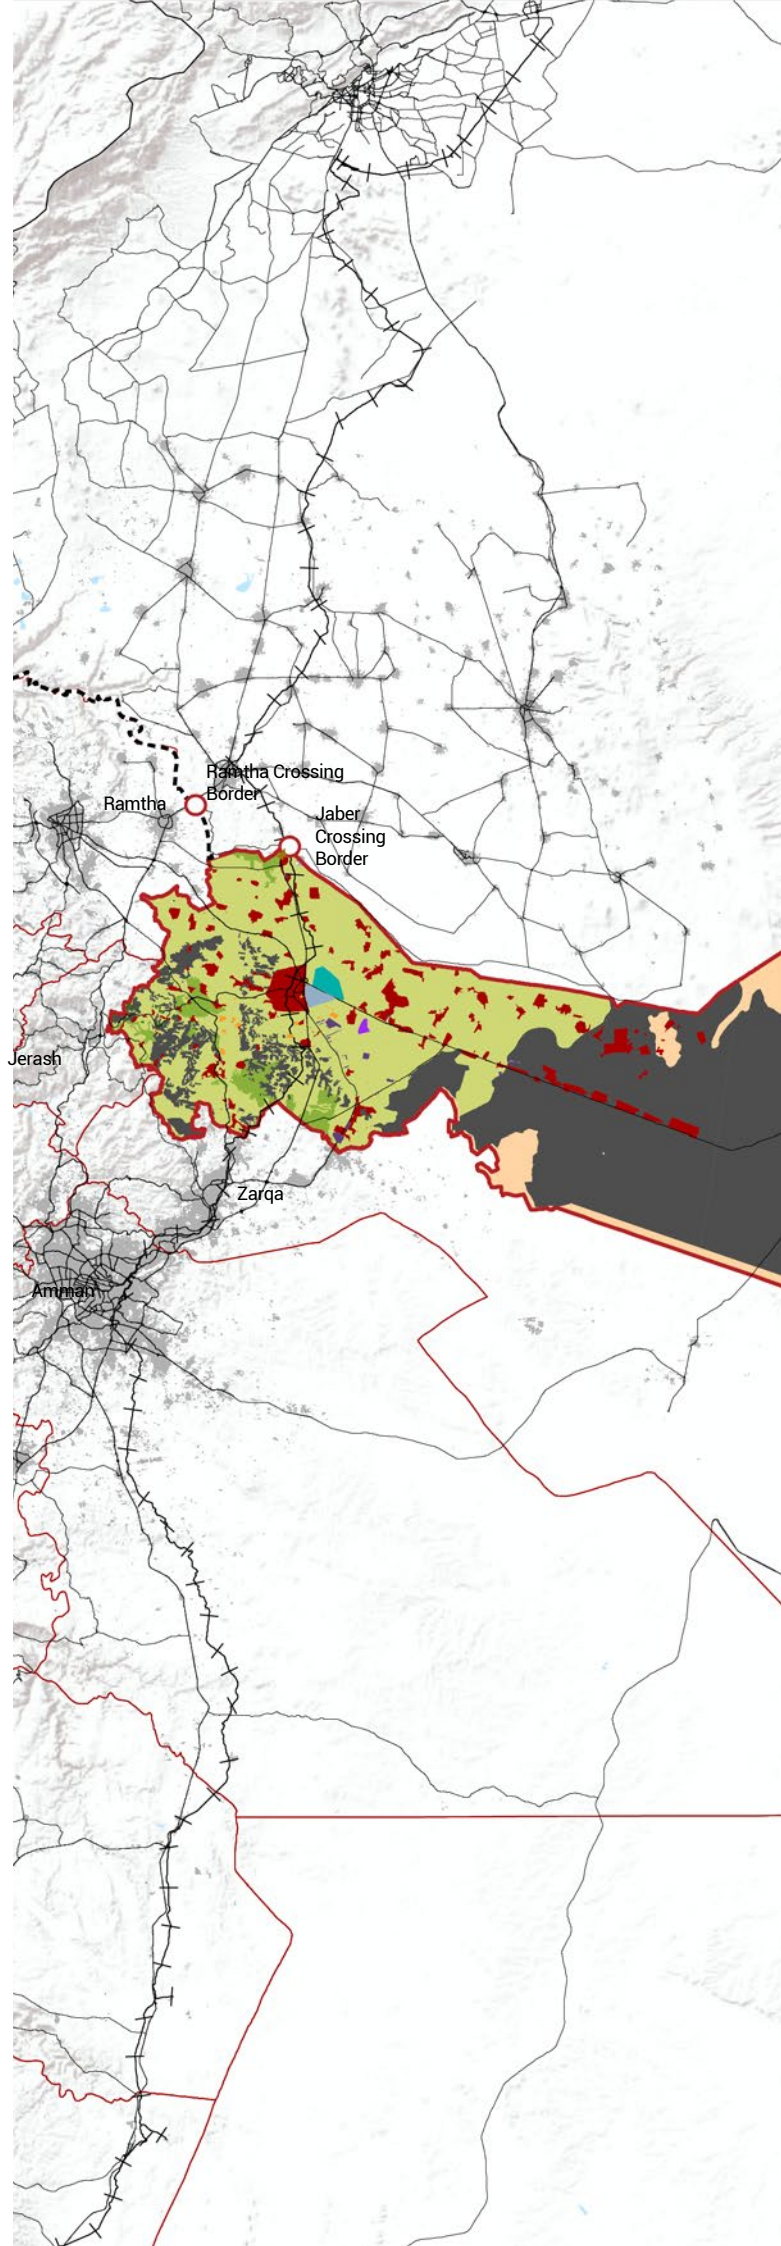 Ramtha Crossing
Border
Ramtha
Jaber
Crossing
Border
Jerash
Zarqa
Amman